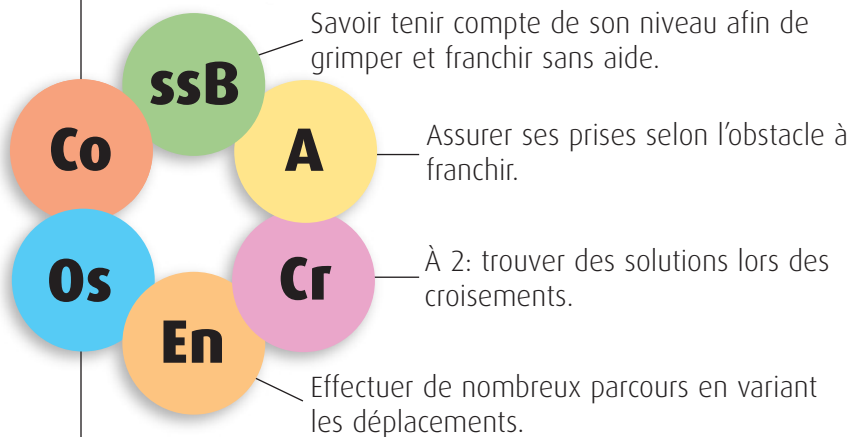 ssB
Savoir tenir compte de son niveau afin de
grimper et franchir sans aide.
Co
A
Assurer ses prises selon l’obstacle à
franchir.
Os
Cr
À 2: trouver des solutions lors des
croisements.
En
Effectuer de nombreux parcours en variant
les déplacements.